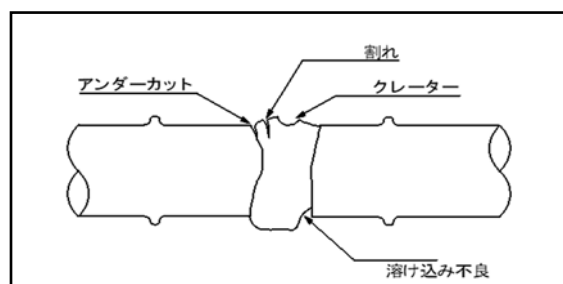 割れ
アンダーカット
クレーター
溶け込み不良